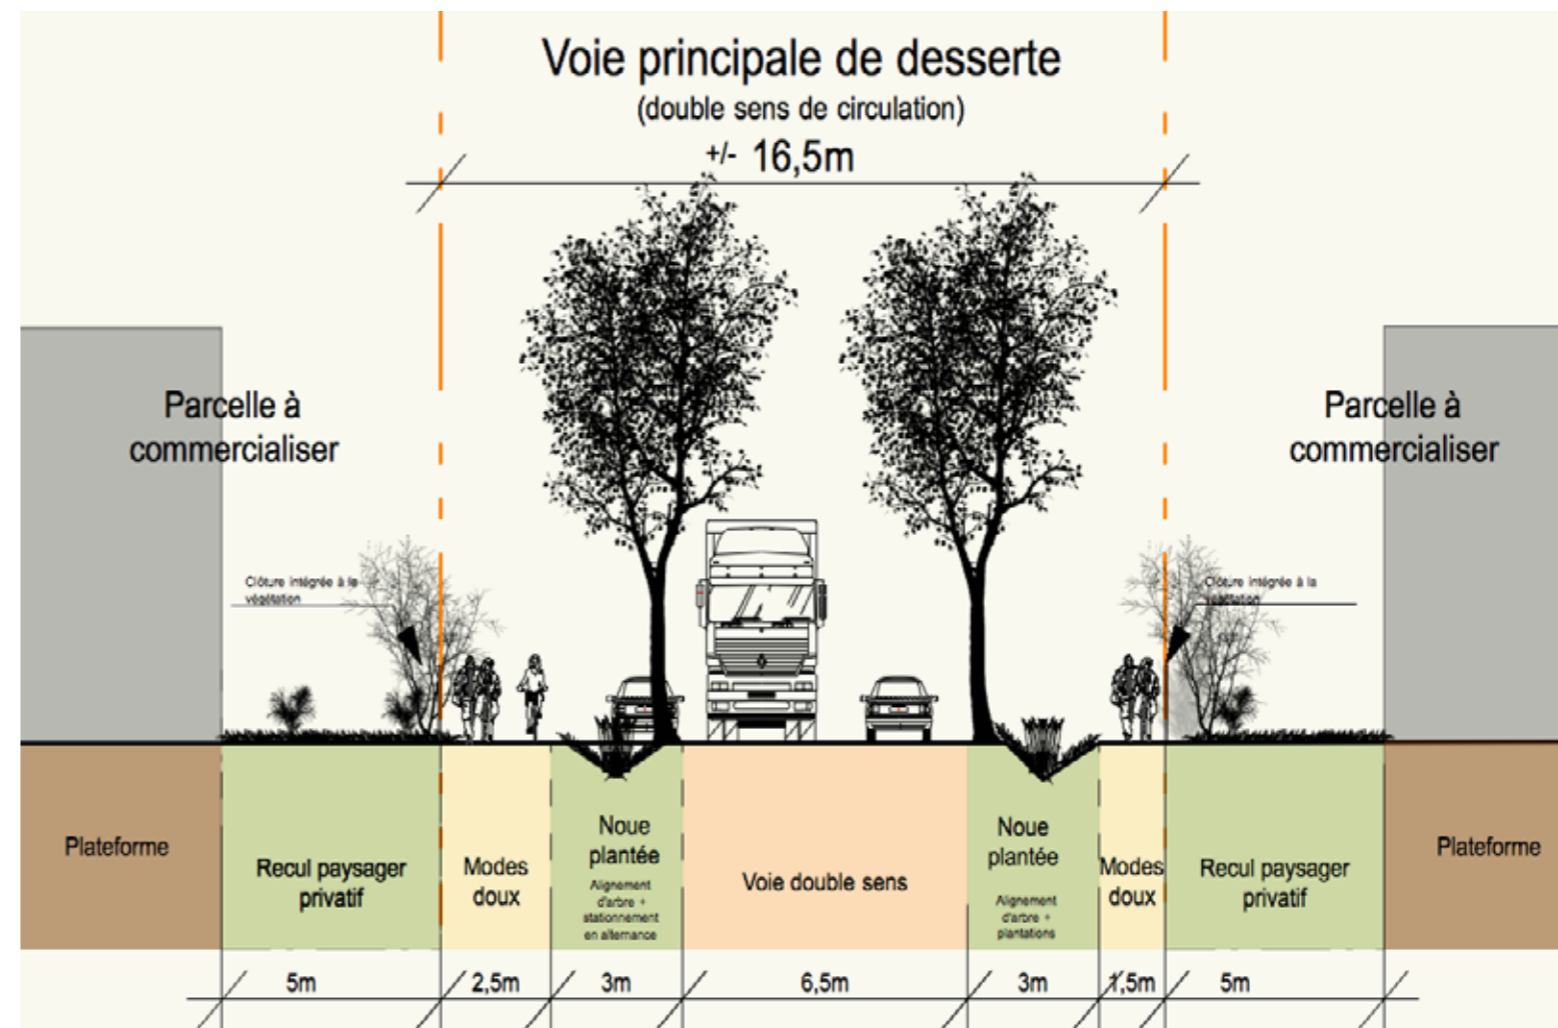 Voie principale de desserte
(double sens de circulation)
+/- 16,5m
Parcelle à
commercialiser
Parcelle à
commercialiser
Clôture intégrée à la
végétation
Clôture intégrée à la
végétation
Plateforme
Recul paysager
privatif
Modes
doux
Noue
plantée
Alignement
d'arbre +
stationnement
en alternance
Voie double sens
Noue
plantée
Alignement
d'arbre +
plantations
Modes
doux
Recul paysager
privatif
Plateforme
5m
2,5m
3m
6,5m
3m
1,5m
5m